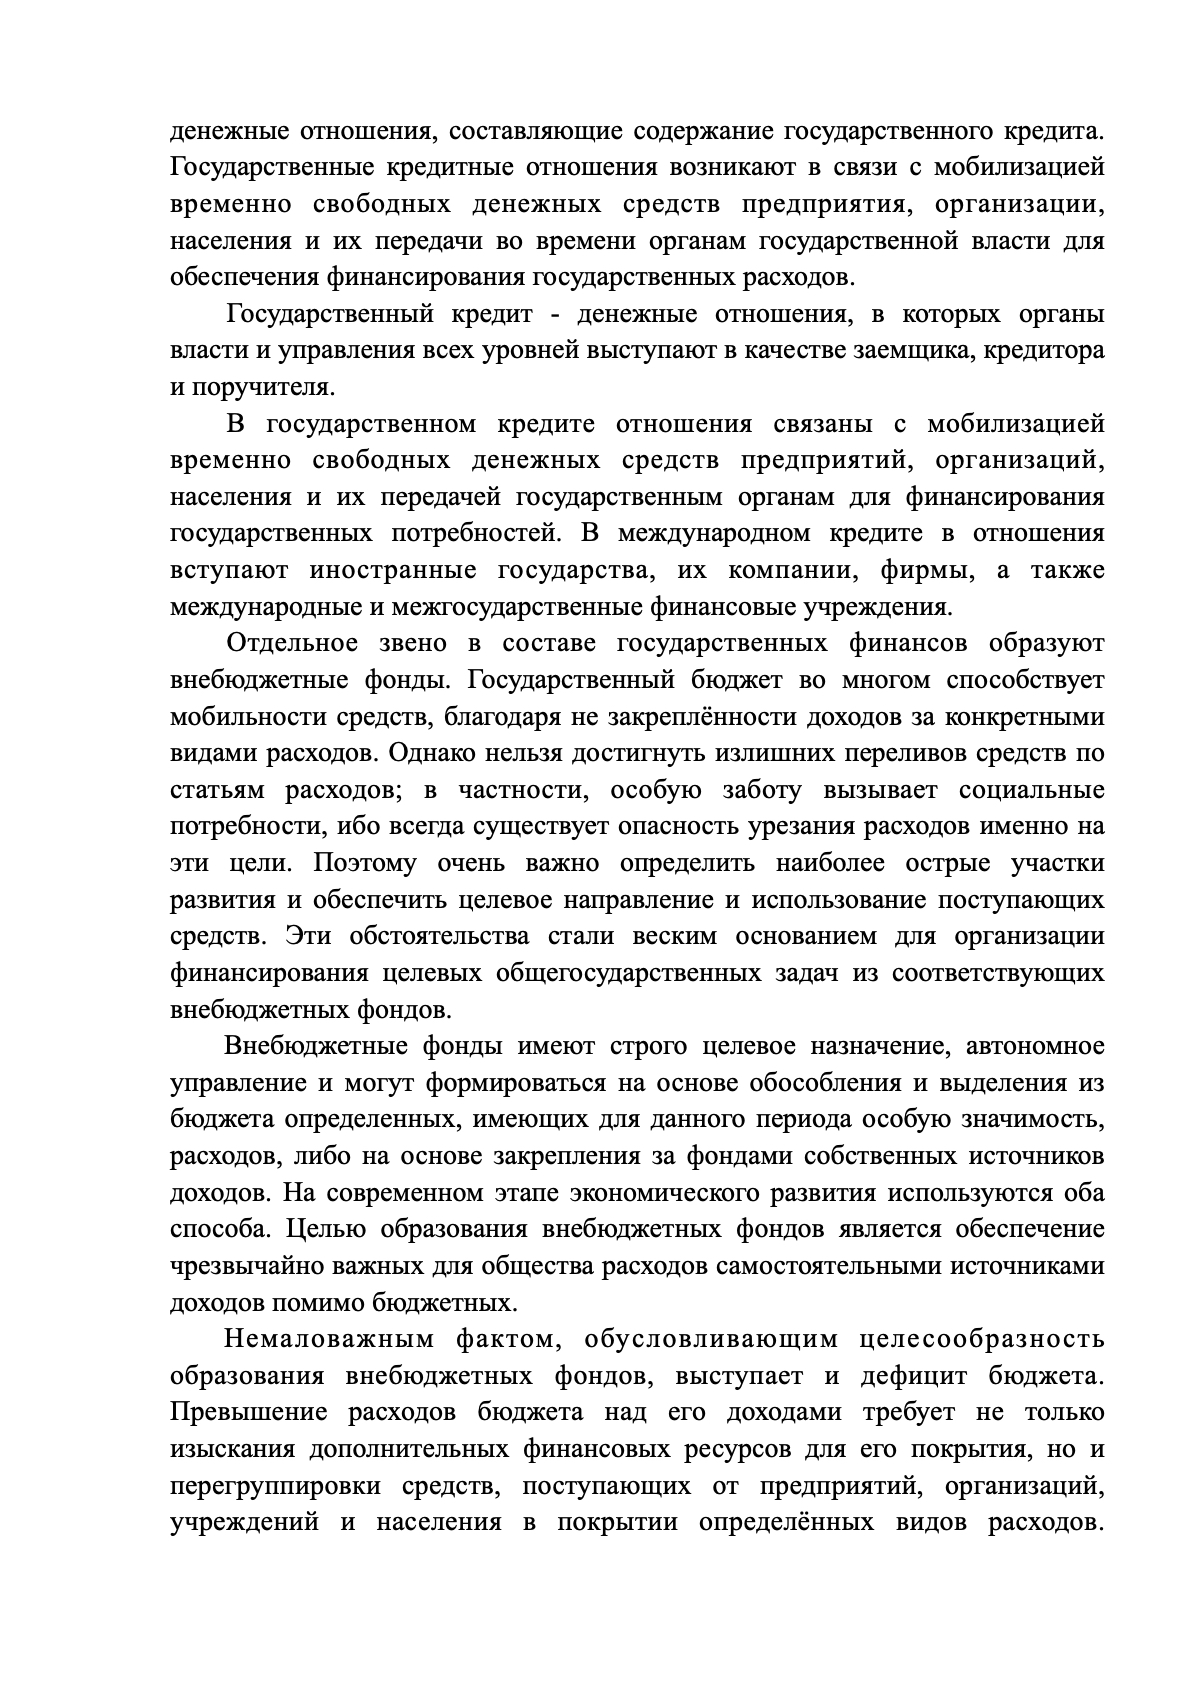 денежные отношения, составляющие содержание государственного кредита.
Государственные кредитные отношения возникают в связи с мобилизацией
временно свободных денежных средств предприятия, организации,
населения и их передачи во времени органам государственной власти для
обеспечения финансирования государственных расходов.
Государственный кредит - денежные отношения, в которых органы
власти и управления всех уровней выступают в качестве заемщика, кредитора
и поручителя.
В государственном кредите отношения связаны с мобилизацией
временно свободных денежных средств предприятий, организаций,
населения и их передачей государственным органам для финансирования
государственных потребностей. В международном кредите в отношения
вступают иностранные государства, их компании, фирмы, а также
международные и межгосударственные финансовые учреждения.
Отдельное звено в составе государственных финансов образуют
внебюджетные фонды. Государственный бюджет во многом способствует
мобильности средств, благодаря не закреплённости доходов за конкретными
видами расходов. Однако нельзя достигнуть излишних переливов средств по
статьям расходов; в частности, особую заботу вызывает социальные
потребности, ибо всегда существует опасность урезания расходов именно на
эти цели. Поэтому очень важно определить наиболее острые участки
развития и обеспечить целевое направление и использование поступающих
средств. Эти обстоятельства стали веским основанием для организации
финансирования целевых общегосударственных задач из соответствующих
внебюджетных фондов.
Внебюджетные фонды имеют строго целевое назначение, автономное
управление и могут формироваться на основе обособления и выделения из
бюджета определенных, имеющих для данного периода особую значимость,
расходов, либо на основе закрепления за фондами собственных источников
доходов. На современном этапе экономического развития используются оба
способа. Целью образования внебюджетных фондов является обеспечение
чрезвычайно важных для общества расходов самостоятельными источниками
доходов помимо бюджетных.
Немаловажным фактом, обусловливающим целесообразность
образования внебюджетных фондов, выступает и дефицит бюджета.
Превышение расходов бюджета над его доходами требует не только
изыскания дополнительных финансовых ресурсов для его покрытия, но и
перегруппировки средств, поступающих от предприятий, организаций,
учреждений и населения в покрытии определённых видов расходов.